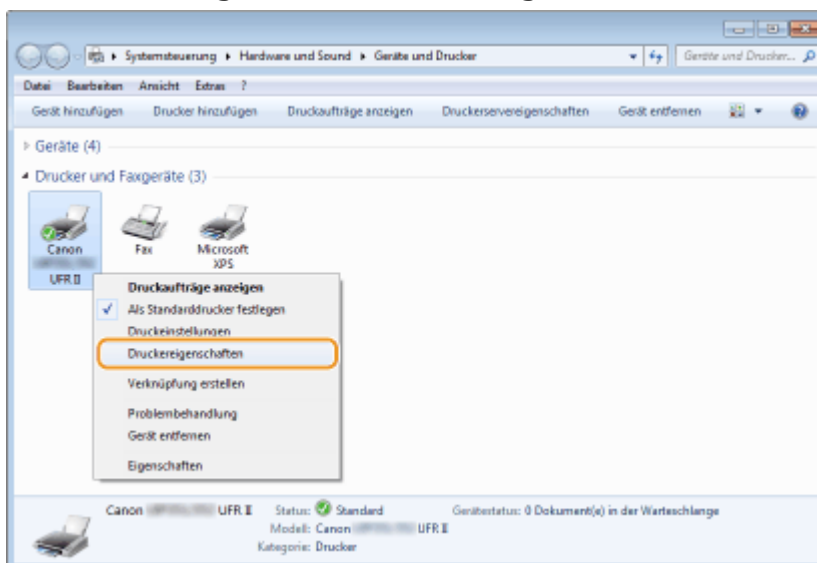 Systemsteuerung Hardware und Sound Geräte und Drucker Geräte und Drucker...
Datei Bearbeiten Ansicht Extras ?
Gerät hinzufügen Drucker hinzufügen Druckaufträge anzeigen Druckerservereigenschaften Gerät entfernen
Geräte (4)
Drucker und Faxgeräte (3)
Canon
UFR II
Fax
Microsoft
XPS
Druckaufträge anzeigen
Als Standarddrucker festlegen
Druckeinstellungen
Druckereigenschaften
Verknüpfung erstellen
Problembehandlung
Gerät entfernen
Eigenschaften
Canon UFR II Status: Standard Gerätestatus: 0 Dokument(e) in der Warteschlange
Modell: Canon UFR II
Kategorie: Drucker